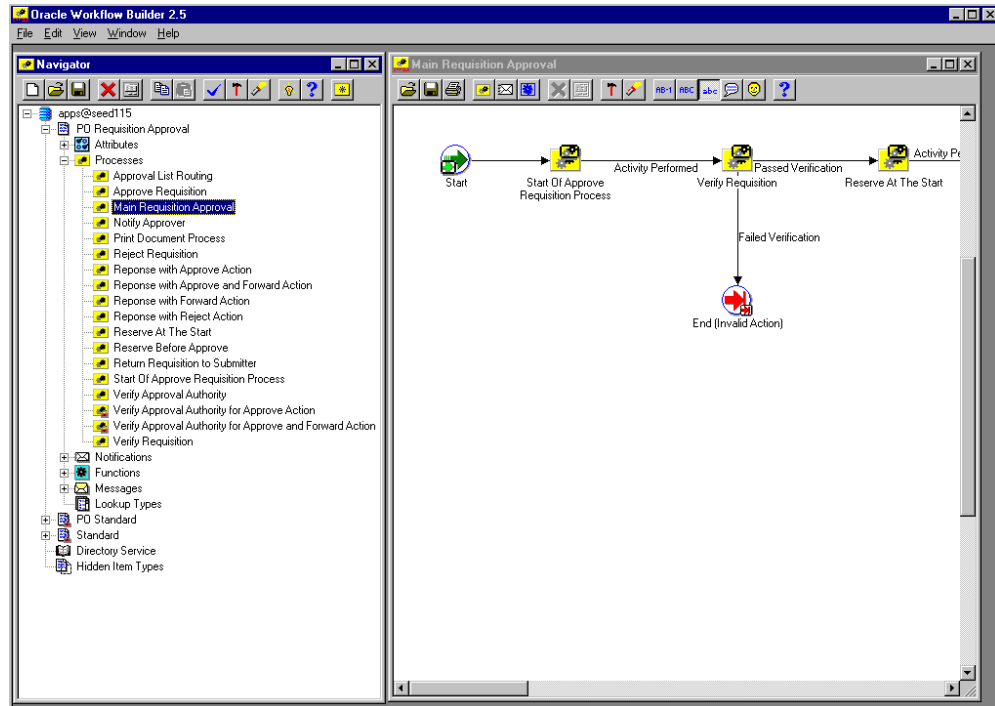 Oracle Workflow Builder 2.5
File Edit View Window Help
Navigator
apps@seed115
PO Requisition Approval
Attributes
Processes
Approval List Routing
Approve Requisition
Main Requisition Approval
Notify Approver
Print Document Process
Reject Requisition
Reponse with Approve Action
Reponse with Approve and Forward Action
Reponse with Forward Action
Reponse with Reject Action
Reserve At The Start
Reserve Before Approve
Return Requisition to Submitter
Start Of Approve Requisition Process
Verify Approval Authority
Verify Approval Authority for Approve Action
Verify Approval Authority for Approve and Forward Action
Verify Requisition
Notifications
Functions
Messages
Lookup Types
PO Standard
Standard
Directory Service
Hidden Item Types
Main Requisition Approval
AB-1 ABC abc
Start
Start Of Approve
Requisition Process
Activity Performed
Verify Requisition
Passed Verification
Reserve At The Start
Activity Pe
Failed Verification
End (Invalid Action)